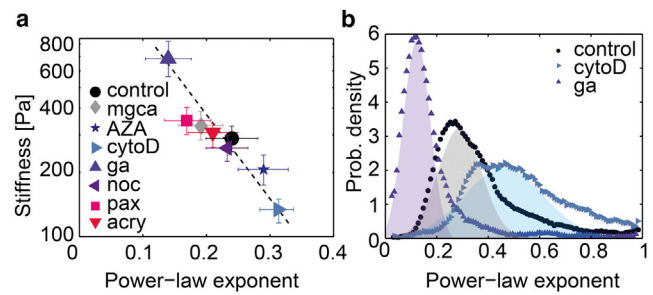 a
Stiffness [Pa]
800
600
400
200
100
control
mgca
AZA
cytoD
ga
noc
pax
acry
0 0.1 0.2 0.3 0.4
Power-law exponent
b
Prob. density
6
5
4
3
2
1
0
control
cytoD
ga
0 0.2 0.4 0.6 0.8 1
Power-law exponent